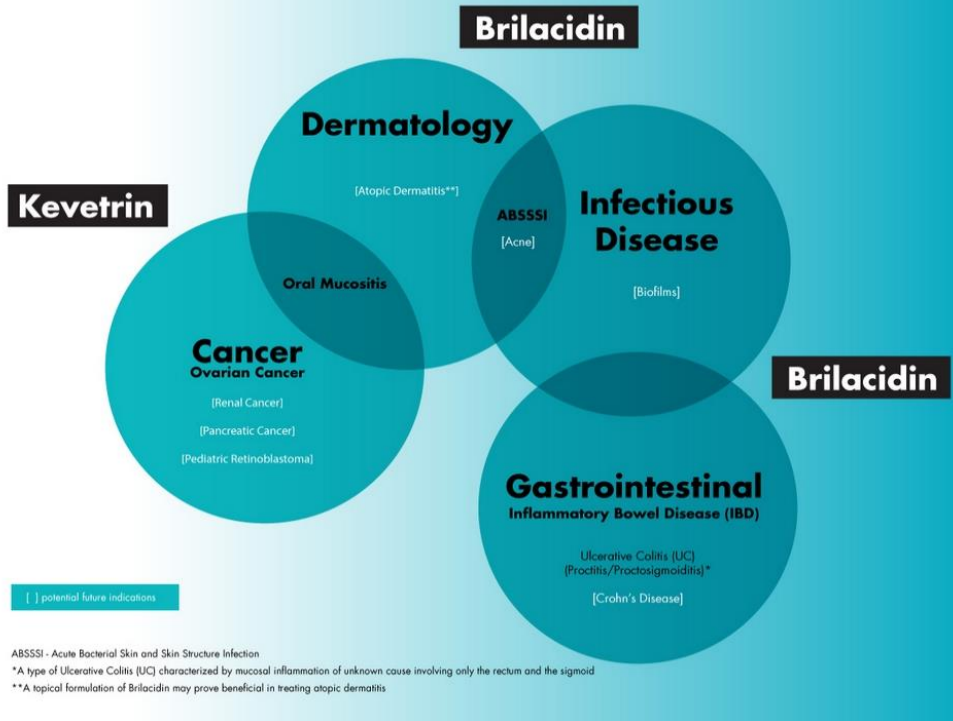 Brilacidin
Dermatology
[Atopic Dermatitis**]
Kevetrin
ABSSSI
[Acne]
Infectious
Disease
[Biofilms]
Oral Mucositis
Cancer
Ovarian Cancer
[Renal Cancer]
[Pancreatic Cancer]
[Pediatric Retinoblastoma]
Brilacidin
Gastrointestinal
Inflammatory Bowel Disease (IBD)
Ulcerative Colitis (UC)
(Proctitis/Proctosigmoiditis)*
[Crohn's Disease]
[ ] potential future indications
ABSSSI - Acute Bacterial Skin and Skin Structure Infection
*A type of Ulcerative Colitis (UC) characterized by mucosal inflammation of unknown cause involving only the rectum and the sigmoid
**A topical formulation of Brilacidin may prove beneficial in treating atopic dermatitis